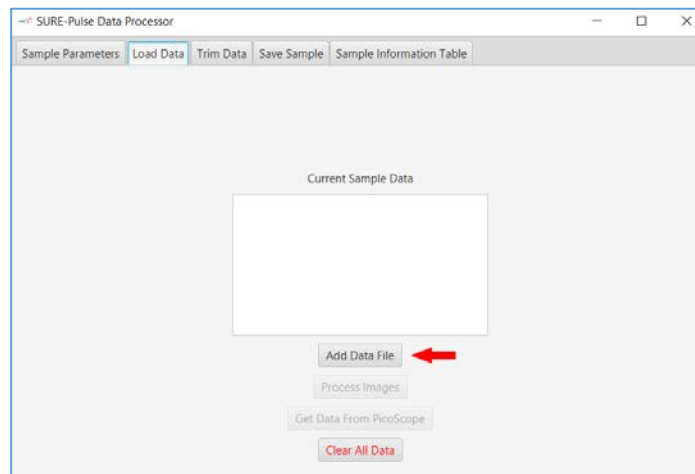 SURE-Pulse Data Processor
Sample Parameters Load Data Trim Data Save Sample Sample Information Table
Current Sample Data
Add Data File
Process Images
Get Data From PicoScope
Clear All Data